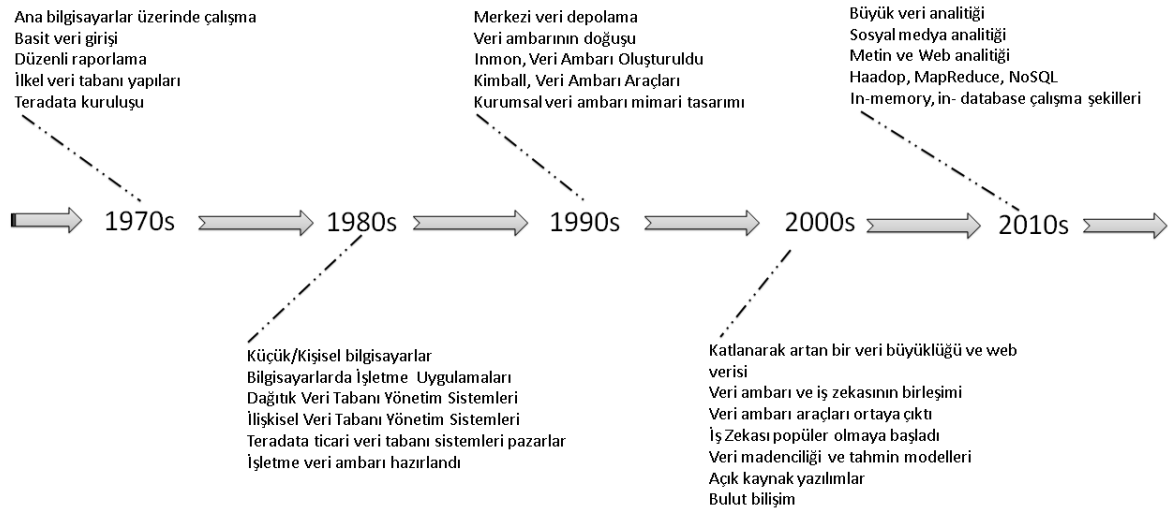 Ana bilgisayarlar üzerinde çalışma
Basit veri girişi
Düzenli raporlama
İlkel veri tabanı yapıları
Teradata kuruluşu
Merkezi veri depolama
Veri ambarının doğuşu
Inmon, Veri Ambarı Oluşturuldu
Kimball, Veri Ambarı Araçları
Kurumsal veri ambarı mimari tasarımı
Büyük veri analitiği
Sosyal medya analitiği
Metin ve Web analitiği
Haadop, MapReduce, NoSQL
In-memory, in- database çalışma şekilleri
1970s
1980s
1990s
2000s
2010s
Küçük/Kişisel bilgisayarlar
Bilgisayarlarda İşletme Uygulamaları
Dağıtık Veri Tabanı Yönetim Sistemleri
İlişkisel Veri Tabanı Yönetim Sistemleri
Teradata ticari veri tabanı sistemleri pazarlar
İşletme veri ambarı hazırlandı
Katlanarak artan bir veri büyüklüğü ve web
verisi
Veri ambarı ve iş zekasının birleşimi
Veri ambarı araçları ortaya çıktı
İş Zekası popüler olmaya başladı
Veri madenciliği ve tahmin modelleri
Açık kaynak yazılımlar
Bulut bilişim